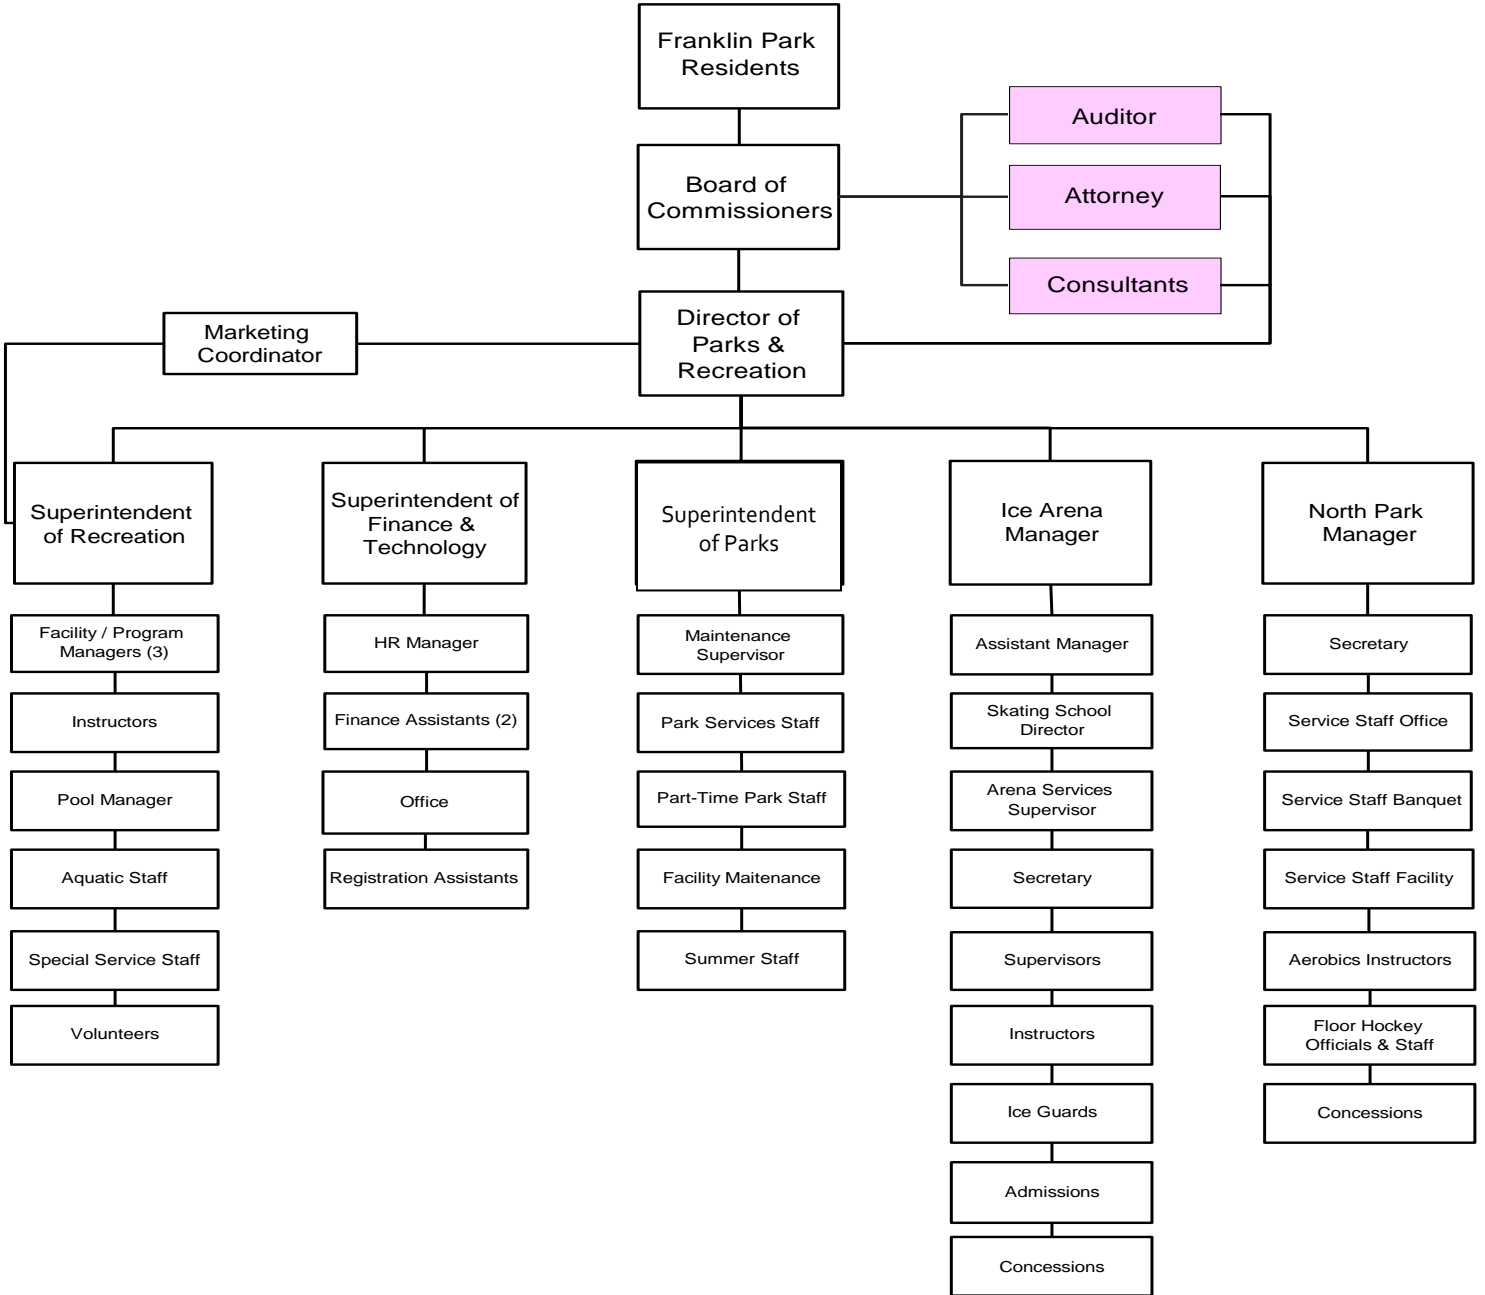 Franklin Park
Residents
Auditor
Board of
Commissioners
Attorney
Consultants
Director of
Parks &
Recreation
Marketing
Coordinator
Superintendent
of Recreation
Superintendent of
Finance &
Technology
Superintendent
of Parks
Ice Arena
Manager
North Park
Manager
Facility / Program
Managers (3)
Instructors
Pool Manager
Aquatic Staff
Special Service Staff
Volunteers
HR Manager
Finance Assistants (2)
Office
Registration Assistants
Maintenance
Supervisor
Park Services Staff
Part-Time Park Staff
Facility Maitenance
Summer Staff
Assistant Manager
Skating School
Director
Arena Services
Supervisor
Secretary
Supervisors
Instructors
Ice Guards
Admissions
Concessions
Secretary
Service Staff Office
Service Staff Banquet
Service Staff Facility
Aerobics Instructors
Floor Hockey
Officials & Staff
Concessions